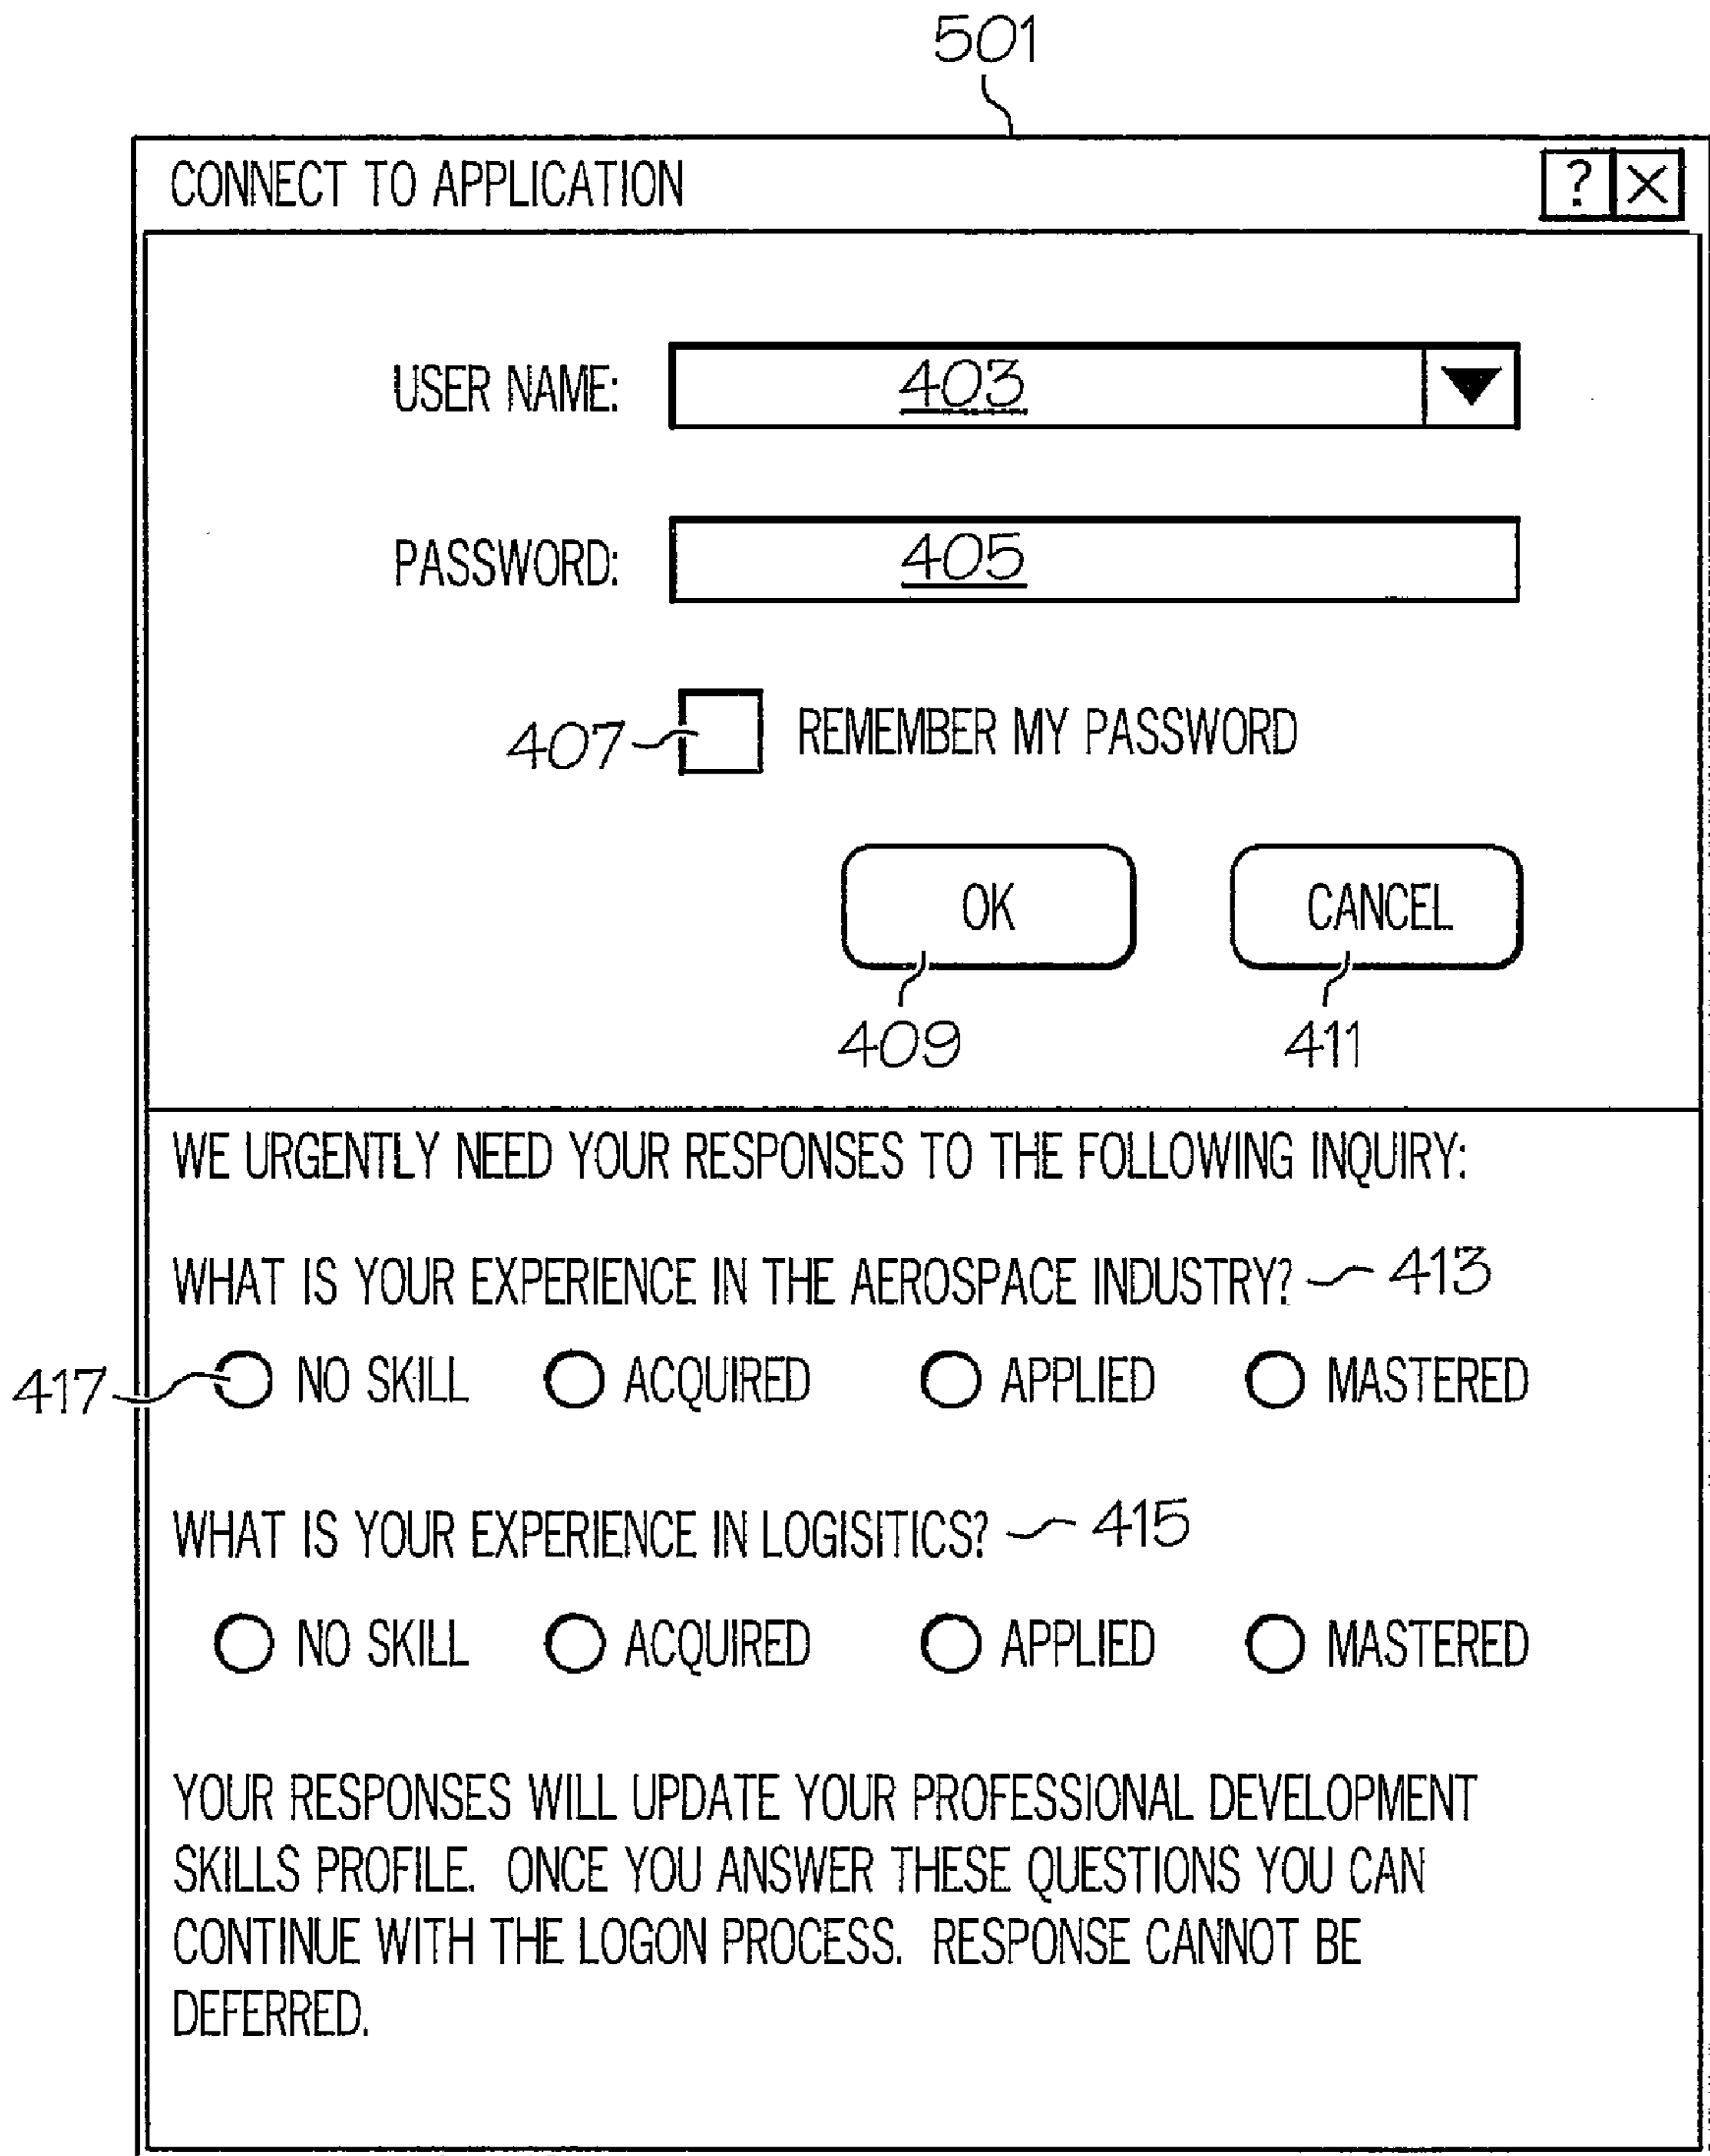 501
CONNECT TO APPLICATION ? X
USER NAME: 403
PASSWORD: 405
407 REMEMBER MY PASSWORD
OK CANCEL
409 411
WE URGENTLY NEED YOUR RESPONSES TO THE FOLLOWING INQUIRY:
WHAT IS YOUR EXPERIENCE IN THE AEROSPACE INDUSTRY? 413
417 NO SKILL ACQUIRED APPLIED MASTERED
WHAT IS YOUR EXPERIENCE IN LOGISITICS? 415
NO SKILL ACQUIRED APPLIED MASTERED
YOUR RESPONSES WILL UPDATE YOUR PROFESSIONAL DEVELOPMENT
SKILLS PROFILE. ONCE YOU ANSWER THESE QUESTIONS YOU CAN
CONTINUE WITH THE LOGON PROCESS. RESPONSE CANNOT BE
DEFERRED.